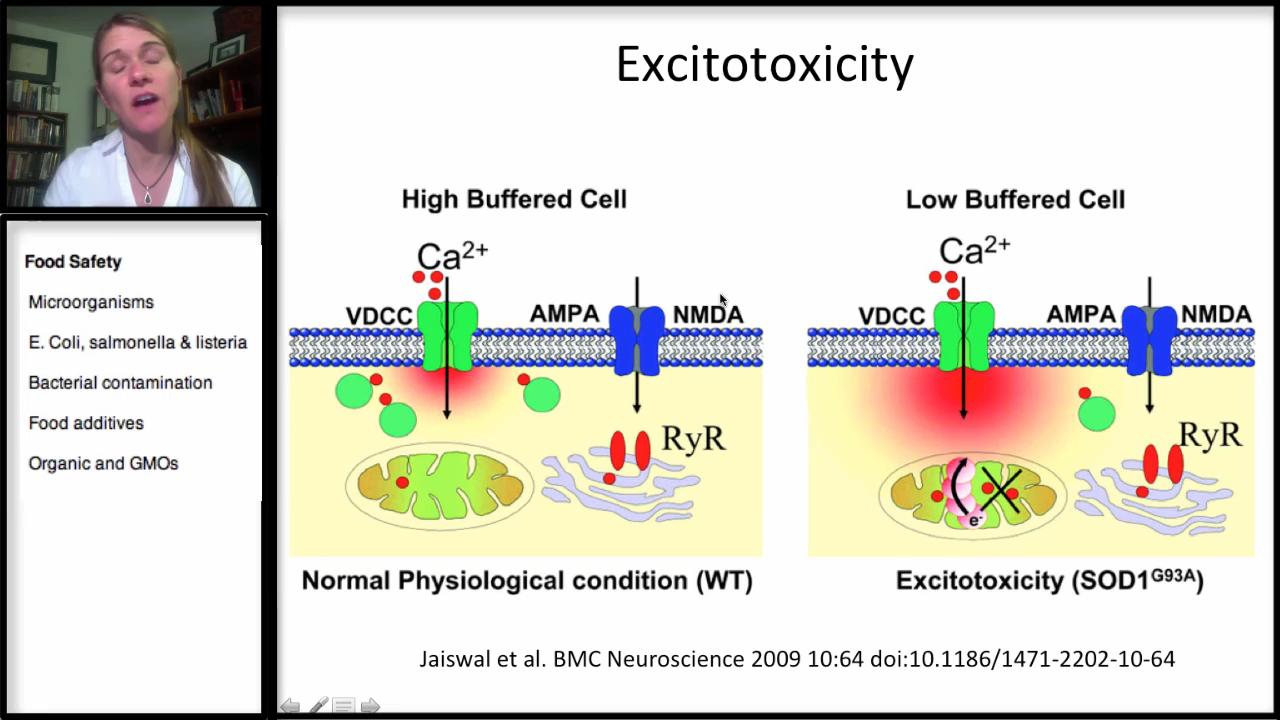 Excitotoxicity
Food Safety
Microorganisms
E. Coli, salmonella & listeria
Bacterial contamination
Food additives
Organic and GMOs
High Buffered Cell
Ca2+
VDCC
AMPA
NMDA
RyR
Normal Physiological condition (WT)
Low Buffered Cell
Ca2+
VDCC
AMPA
NMDA
RyR
e-
Excitotoxicity (SOD1G93A)
Jaiswal et al. BMC Neuroscience 2009 10:64 doi:10.1186/1471-2202-10-64